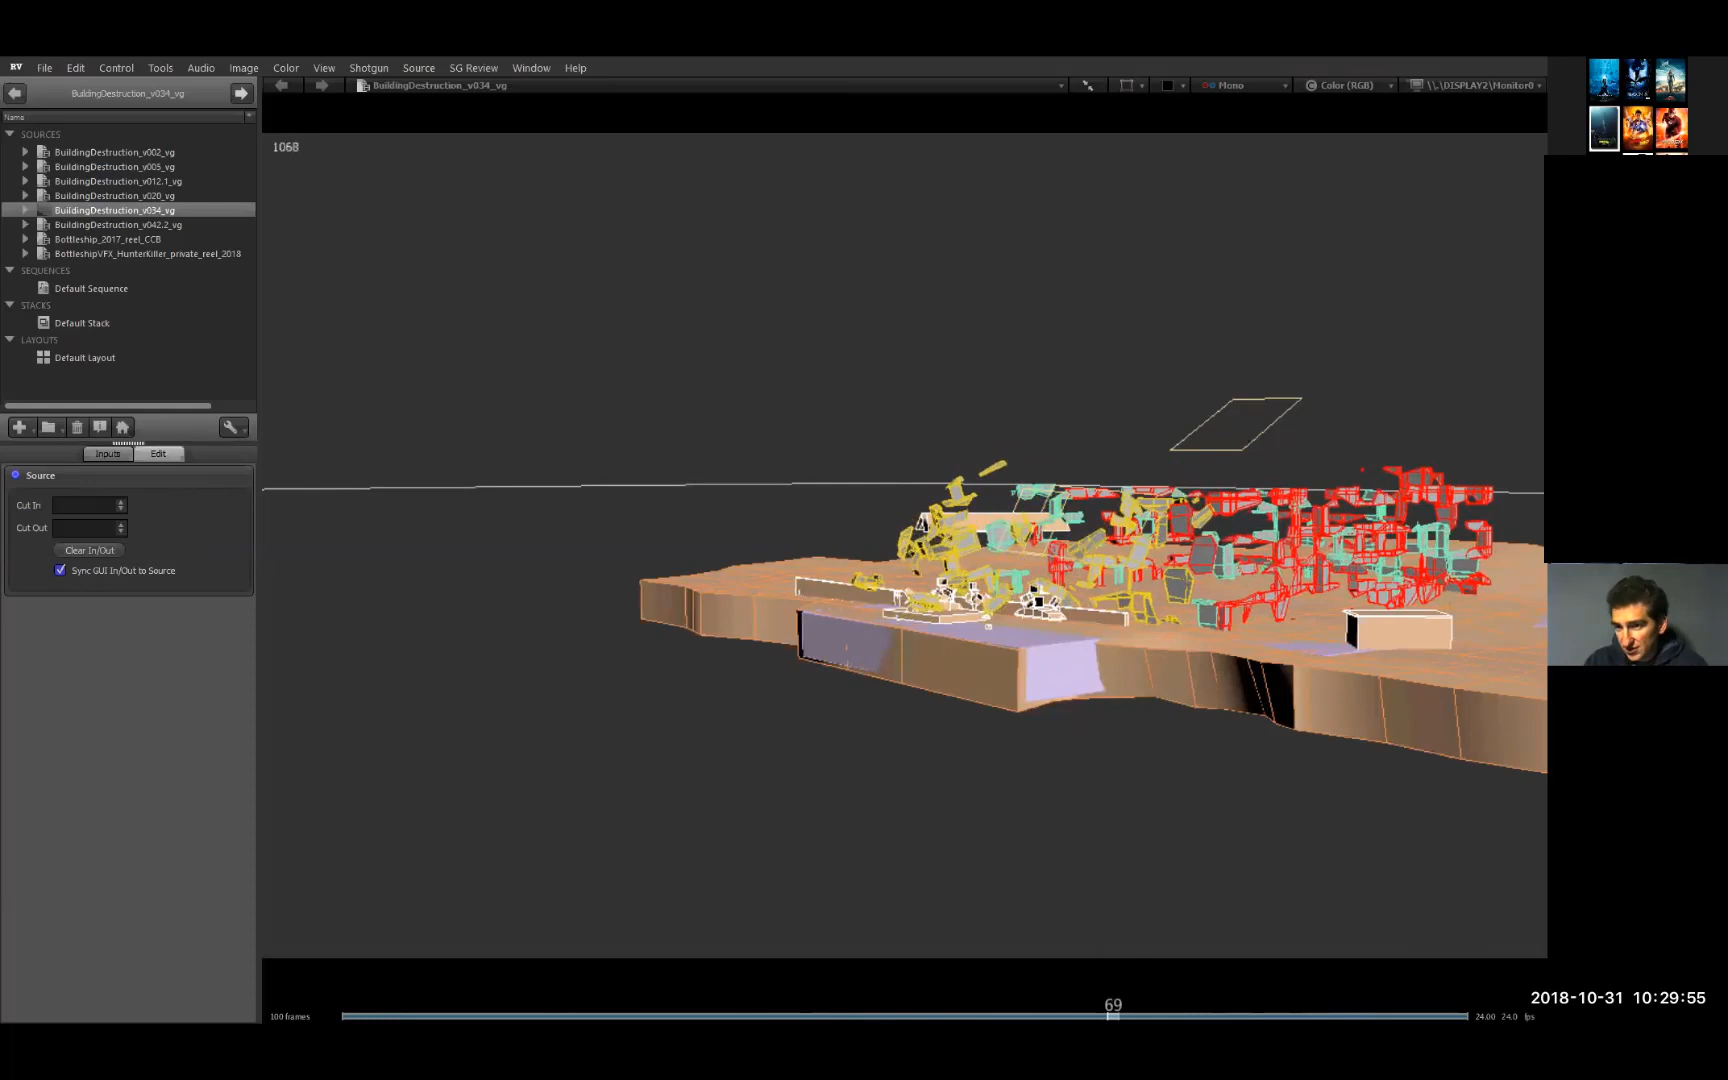 RV File Edit Control Tools Audio Image Color View Shotgun Source SG Review Window Help
BuildingDestruction_v034_vg
BuildingDestruction_v034_vg
Mono
Color (RGB)
\\.\DISPLAY2\Monitor0
Name
SOURCES
BuildingDestruction_v002_vg
BuildingDestruction_v005_vg
BuildingDestruction_v012.1_vg
BuildingDestruction_v020_vg
BuildingDestruction_v034_vg
BuildingDestruction_v042.2_vg
Bottleship_2017_reel_CCB
BottleshipVFX_HunterKiller_private_reel_2018
SEQUENCES
Default Sequence
STACKS
Default Stack
LAYOUTS
Default Layout
Inputs Edit
Source
Cut In
Cut Out
Clear In/Out
Sync GUI In/Out to Source
1068
69
100 frames
24.00 24.0 fps
2018-10-31 10:29:55